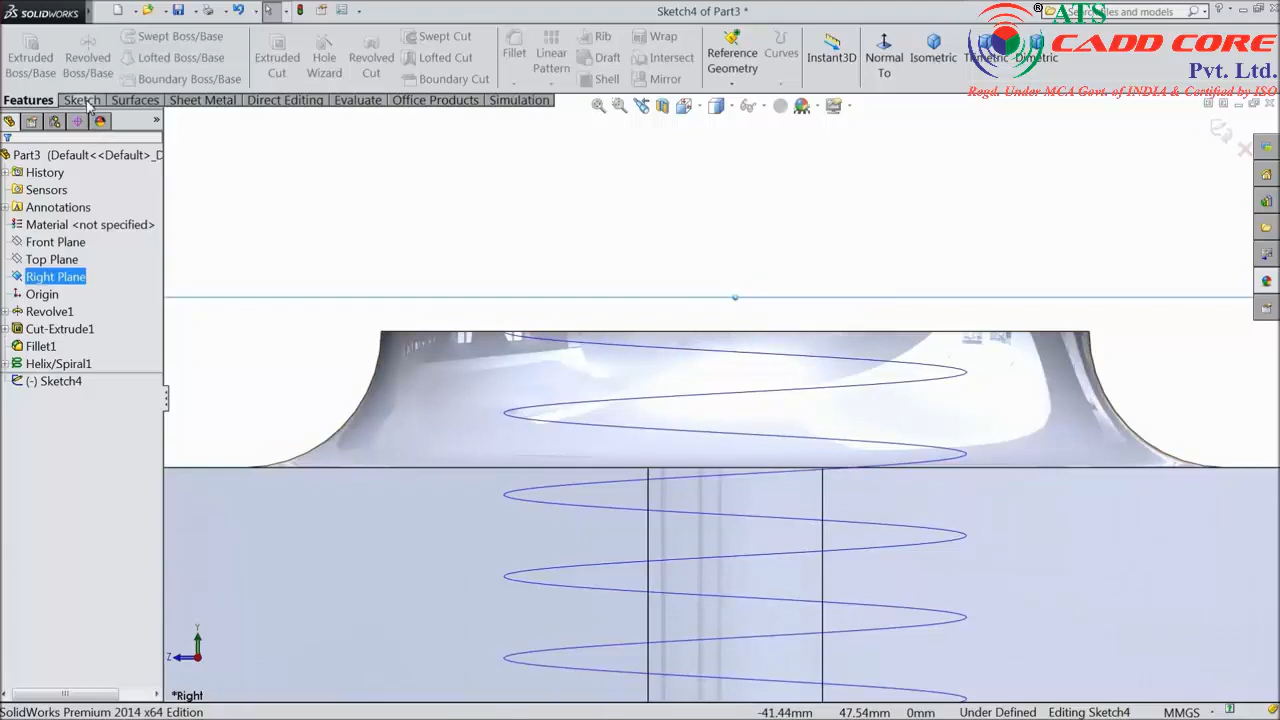 SOLIDWORKS
Sketch4 of Part3 *
Search files and models
ATS
CADD CORE
Pvt. Ltd.
Regd. Under MCA Govt. of INDIA & Certified by ISO
Extruded Boss/Base
Revolved Boss/Base
Swept Boss/Base
Lofted Boss/Base
Boundary Boss/Base
Extruded Cut
Hole Wizard
Revolved Cut
Swept Cut
Lofted Cut
Boundary Cut
Fillet
Linear Pattern
Rib
Draft
Shell
Wrap
Intersect
Mirror
Reference Geometry
Curves
Instant3D
Normal To
Isometric
Trimetric
Dimetric
Features Sketch Surfaces Sheet Metal Direct Editing Evaluate Office Products Simulation
Part3 (Default<<Default>_D
History
Sensors
Annotations
Material <not specified>
Front Plane
Top Plane
Right Plane
Origin
Revolve1
Cut-Extrude1
Fillet1
Helix/Spiral1
(-) Sketch4
Y
Z
*Right
SolidWorks Premium 2014 x64 Edition
-41.44mm 47.54mm 0mm Under Defined Editing Sketch4 MMGS